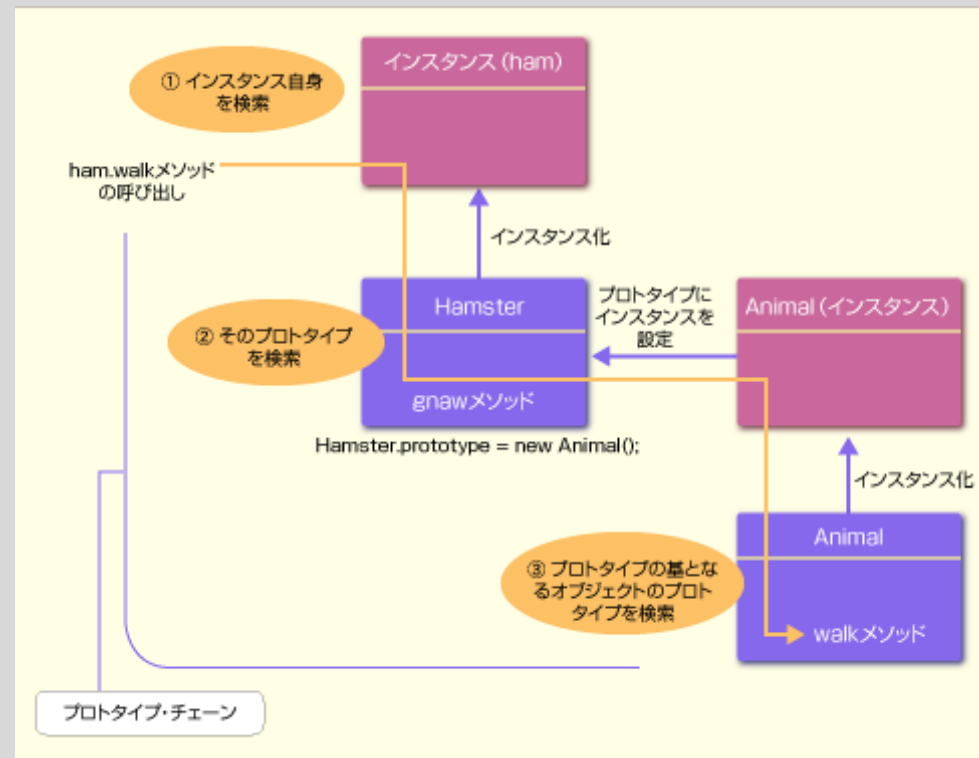 インスタンス(ham)
① インスタンス自身
を検索
ham.walkメソッド
の呼び出し
インスタンス化
Hamster
プロトタイプに
インスタンスを
設定
Animal(インスタンス)
② そのプロトタイプ
を検索
gnawメソッド
Hamster.prototype = new Animal();
インスタンス化
Animal
③ プロトタイプの基とな
るオブジェクトのプロト
タイプを検索
walkメソッド
プロトタイプ・チェーン